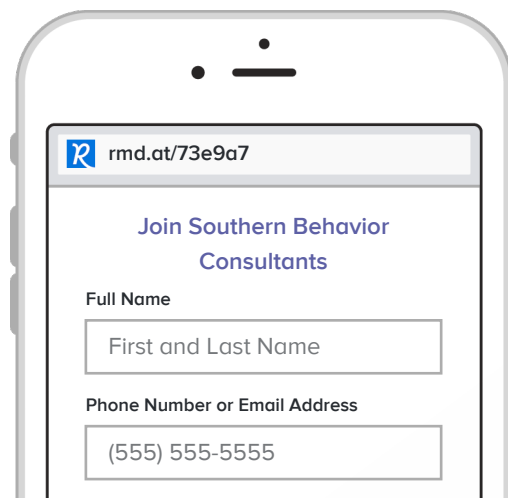 rmd.at/73e9a7
Join Southern Behavior
Consultants
Full Name
First and Last Name
Phone Number or Email Address
(555) 555-5555